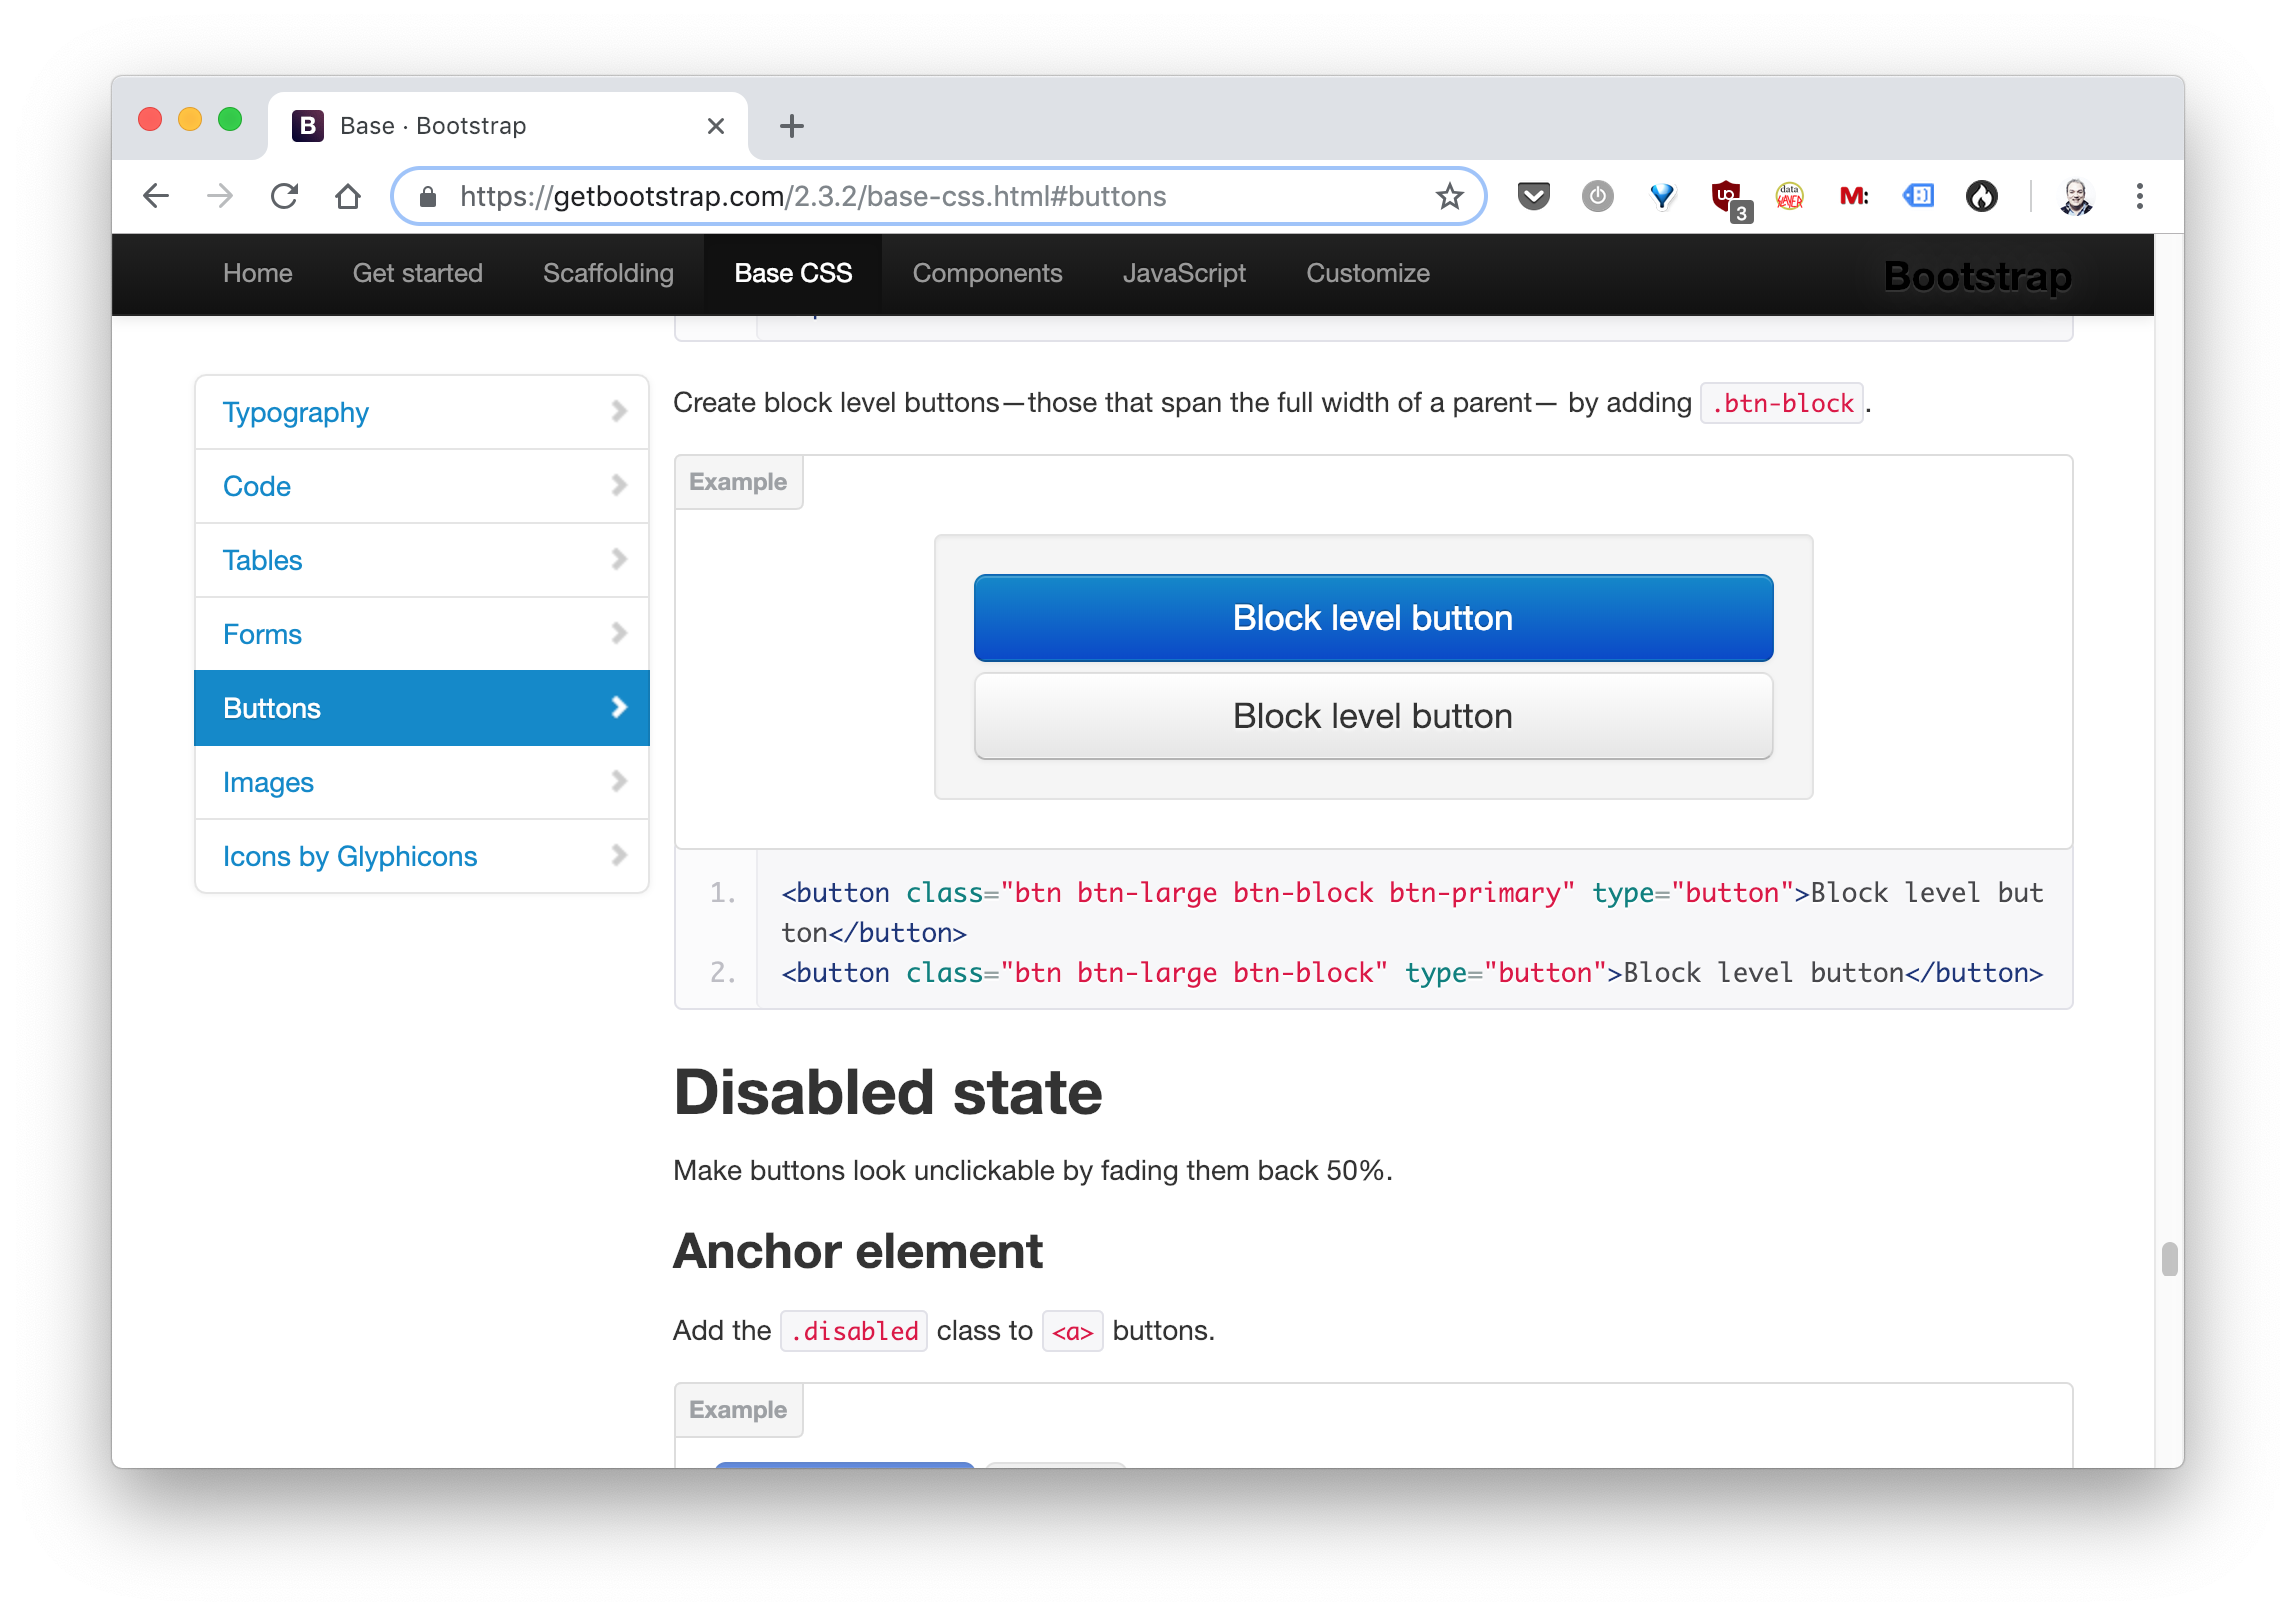 B Base · Bootstrap
https://getbootstrap.com/2.3.2/base-css.html#buttons
3
data
M:
Home Get started Scaffolding Base CSS Components JavaScript Customize Bootstrap
Typography
Code
Tables
Forms
Buttons
Images
Icons by Glyphicons
Create block level buttons—those that span the full width of a parent— by adding .btn-block.
Example
Block level button
Block level button
1. <button class="btn btn-large btn-block btn-primary" type="button">Block level but
ton</button>
2. <button class="btn btn-large btn-block" type="button">Block level button</button>
Disabled state
Make buttons look unclickable by fading them back 50%.
Anchor element
Add the .disabled class to <a> buttons.
Example